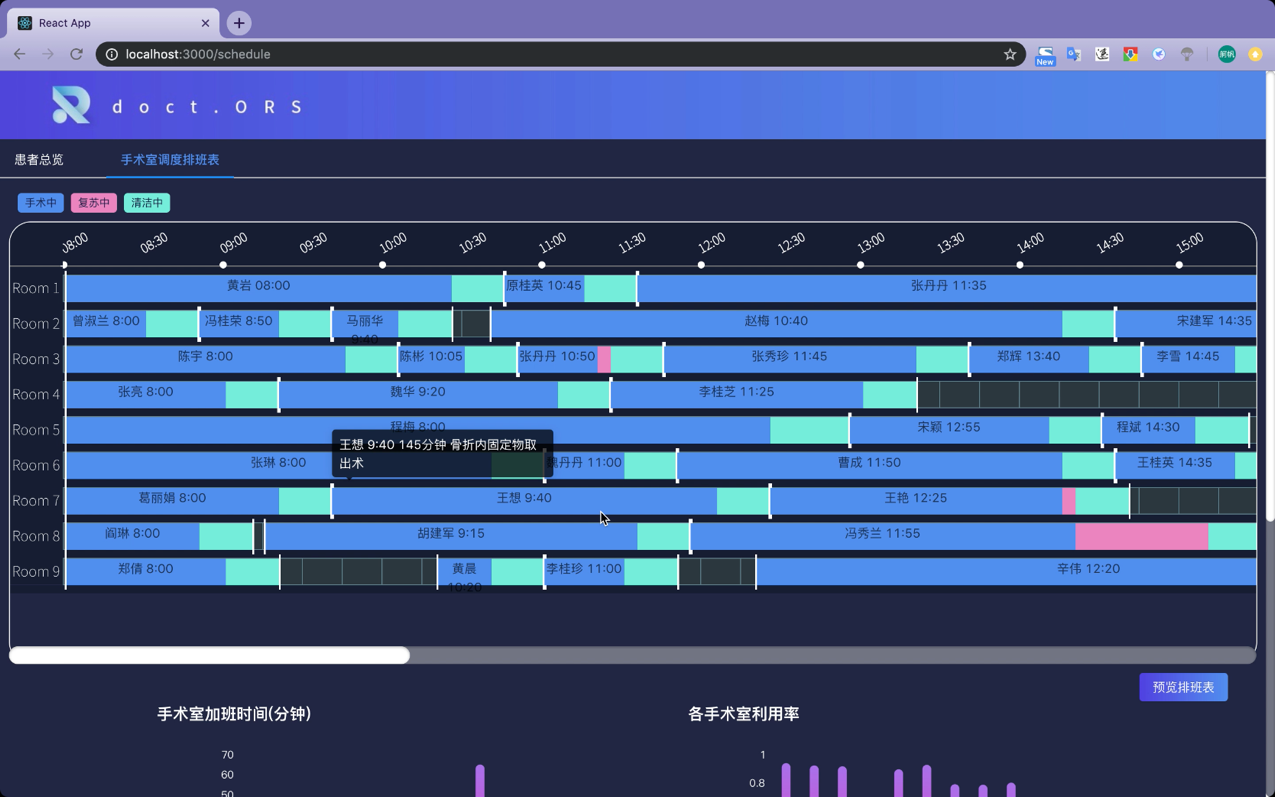 React App
localhost:3000/schedule
New
doct.ORS
患者总览
手术室调度排班表
手术中 复苏中 清洁中
08:00 08:30 09:00 09:30 10:00 10:30 11:00 11:30 12:00 12:30 13:00 13:30 14:00 14:30 15:00
Room 1 黄岩 08:00 原桂英 10:45 张丹丹 11:35
Room 2 曾淑兰 8:00 冯桂荣 8:50 马丽华 9:40 赵梅 10:40 宋建军 14:35
Room 3 陈宇 8:00 陈彬 10:05 张丹丹 10:50 张秀珍 11:45 郑辉 13:40 李雪 14:45
Room 4 张亮 8:00 魏华 9:20 李桂芝 11:25
Room 5 程梅 8:00 宋颖 12:55 程斌 14:30
王想 9:40 145分钟 骨折内固定物取
出术
Room 6 张琳 8:00 魏丹丹 11:00 曹成 11:50 王桂英 14:35
Room 7 葛丽娟 8:00 王想 9:40 王艳 12:25
Room 8 阎琳 8:00 胡建军 9:15 冯秀兰 11:55
Room 9 郑倩 8:00 黄晨 10:20 李桂珍 11:00 辛伟 12:20
预览排班表
手术室加班时间(分钟)
各手术室利用率
70
60
50
1
0.8